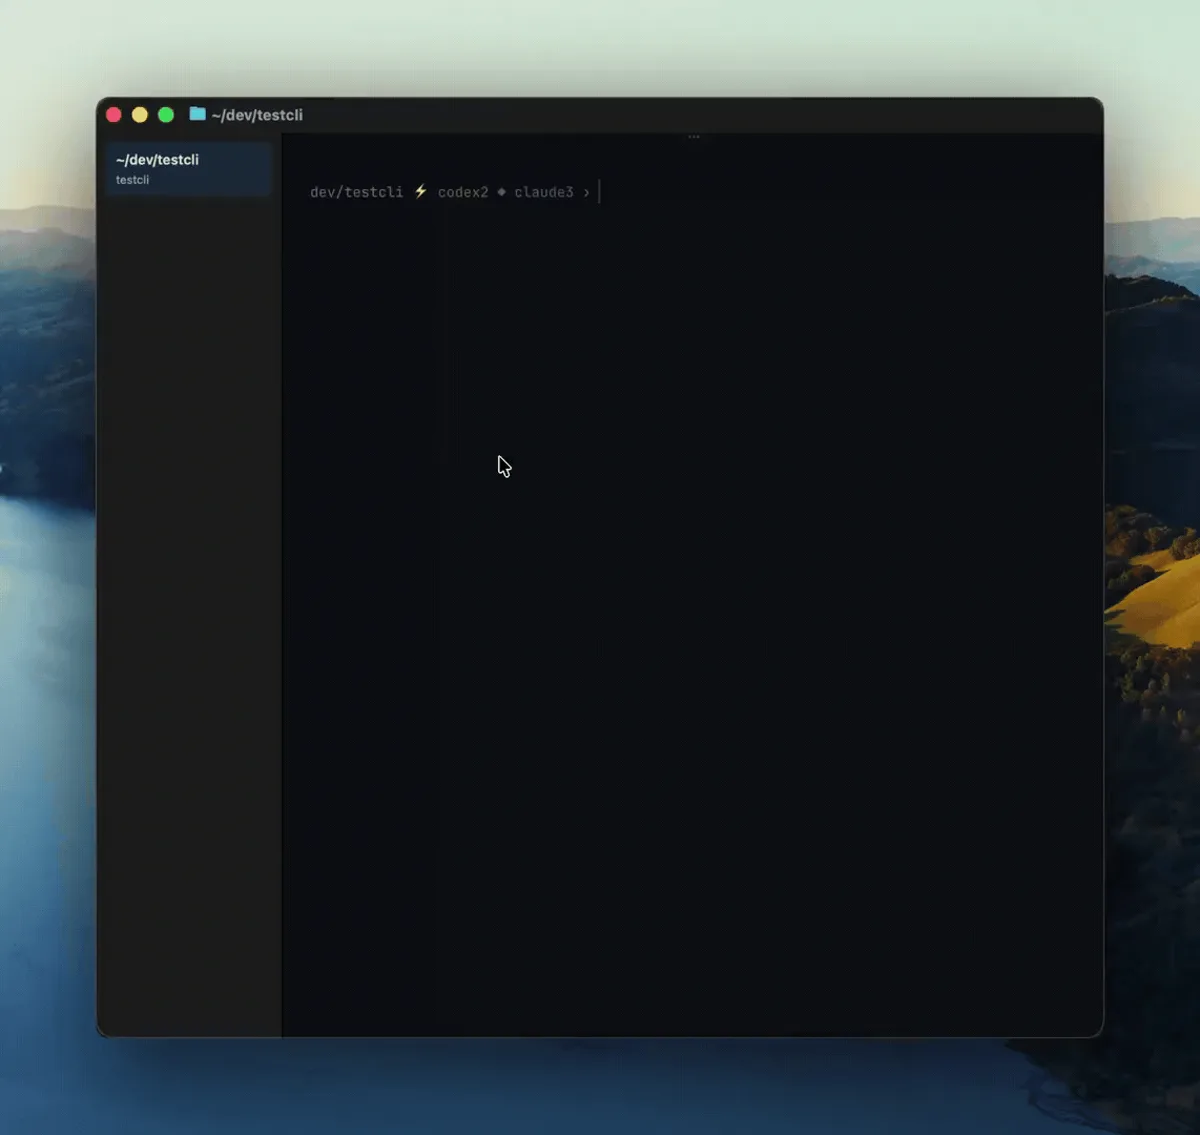 ~/dev/testcli
~/dev/testcli
testcli
dev/testcli ⚡ codex2 ◆ claude3 ›